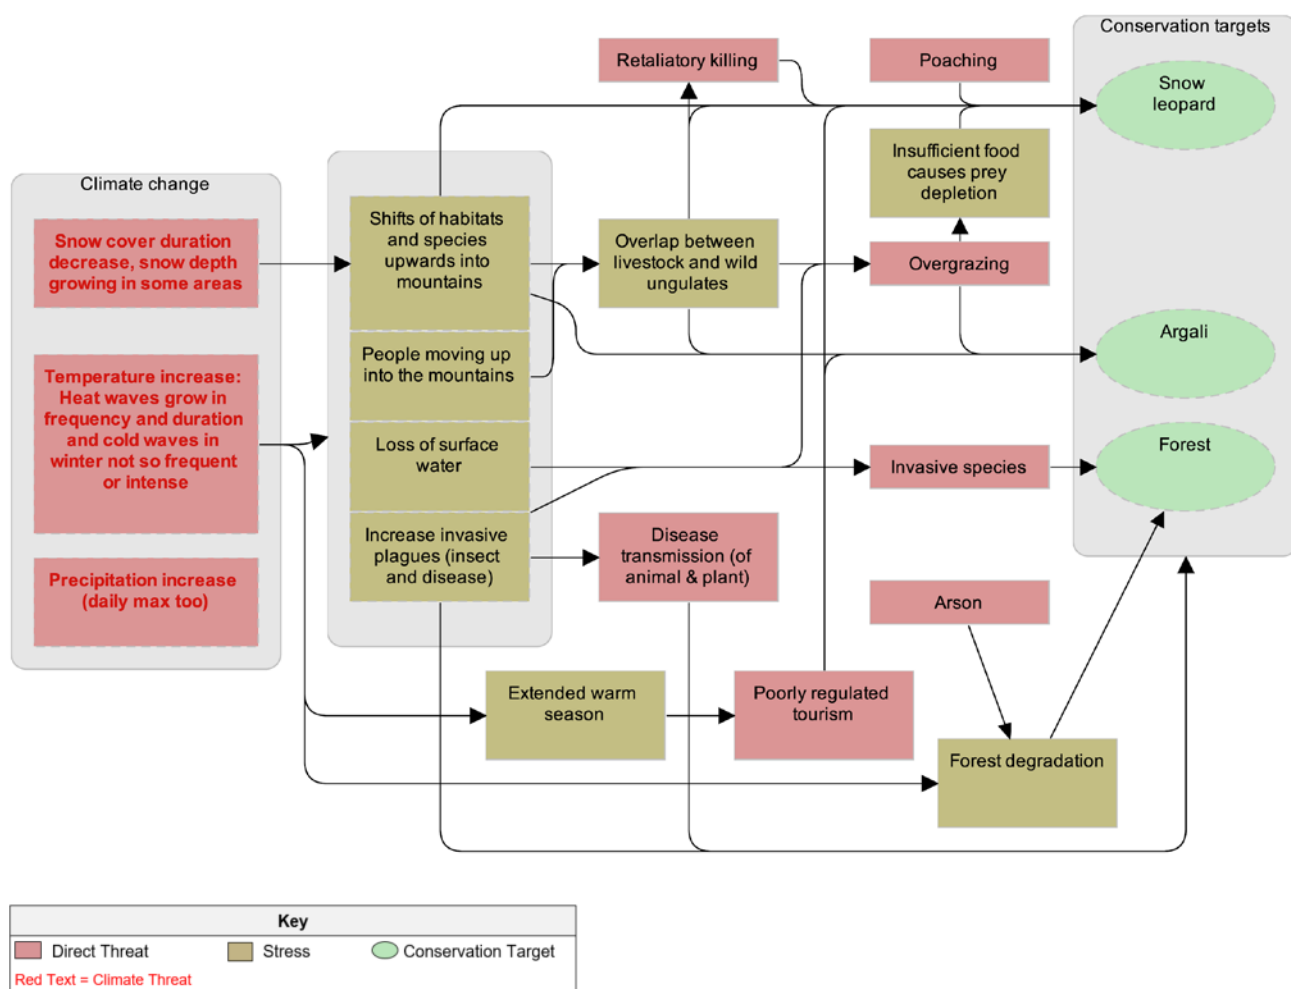 Conservation targets
Retaliatory killing
Poaching
Snow
leopard
Insufficient food
causes prey
depletion
Climate change
Snow cover duration
decrease, snow depth
growing in some areas
Shifts of habitats
and species
upwards into
mountains
Overlap between
livestock and wild
ungulates
Overgrazing
Argali
People moving up
into the mountains
Temperature increase:
Heat waves grow in
frequency and duration
and cold waves in
winter not so frequent
or intense
Loss of surface
water
Invasive species
Forest
Increase invasive
plagues (insect
and disease)
Disease
transmission (of
animal & plant)
Precipitation increase
(daily max too)
Arson
Extended warm
season
Poorly regulated
tourism
Forest degradation
Key
Direct Threat
Stress
Conservation Target
Red Text = Climate Threat